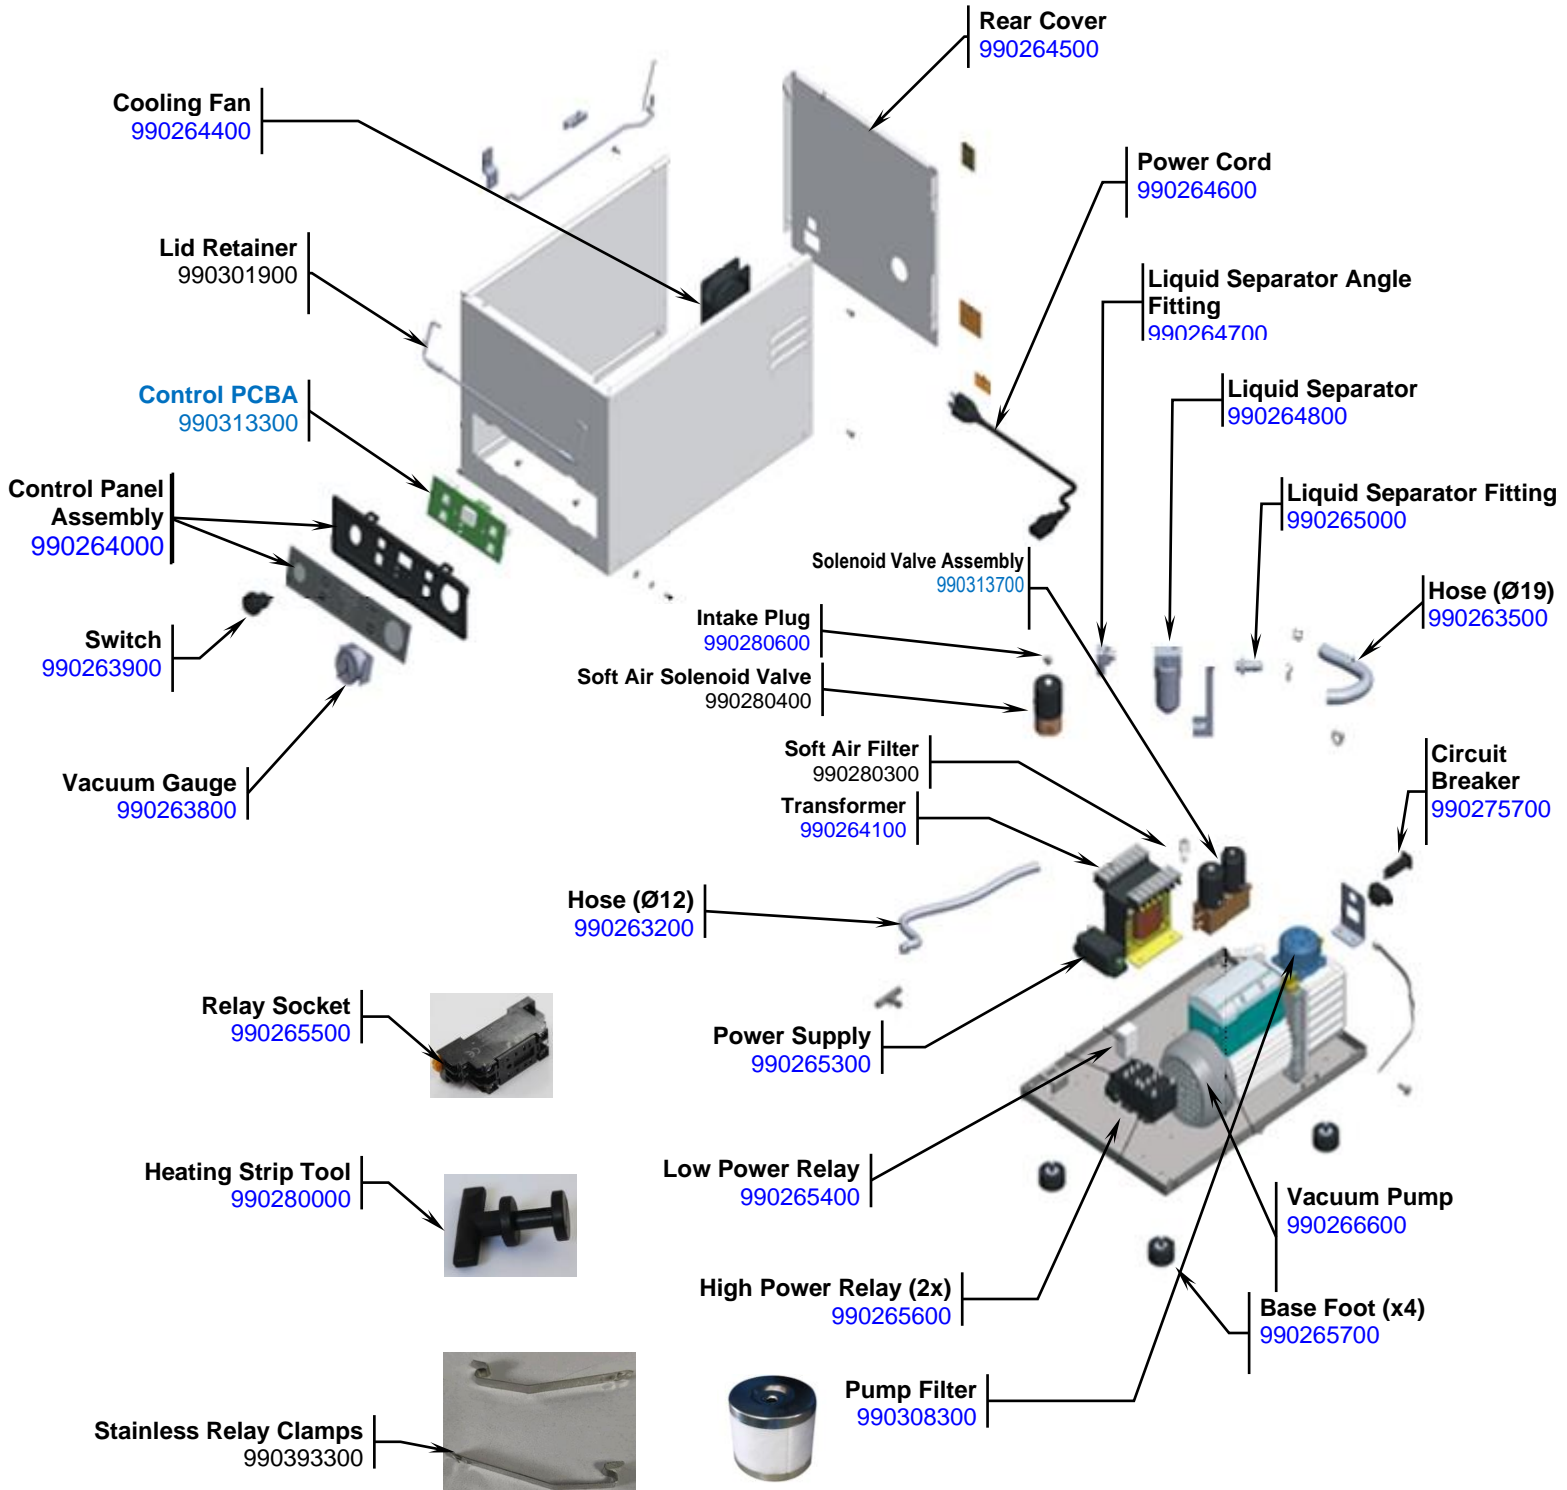 Rear Cover
990264500
Cooling Fan
990264400
Power Cord
990264600
Lid Retainer
990301900
Liquid Separator Angle
Fitting
990264700
Control PCBA
990313300
Liquid Separator
990264800
Control Panel
Assembly
990264000
Liquid Separator Fitting
990265000
Solenoid Valve Assembly
990313700
Hose (Ø19)
990263500
Intake Plug
990280600
Switch
990263900
Soft Air Solenoid Valve
990280400
Soft Air Filter
990280300
Circuit
Breaker
990275700
Vacuum Gauge
990263800
Transformer
990264100
Hose (Ø12)
990263200
Relay Socket
990265500
Power Supply
990265300
Heating Strip Tool
990280000
Low Power Relay
990265400
Vacuum Pump
990266600
High Power Relay (2x)
990265600
Base Foot (x4)
990265700
Pump Filter
990308300
Stainless Relay Clamps
990393300